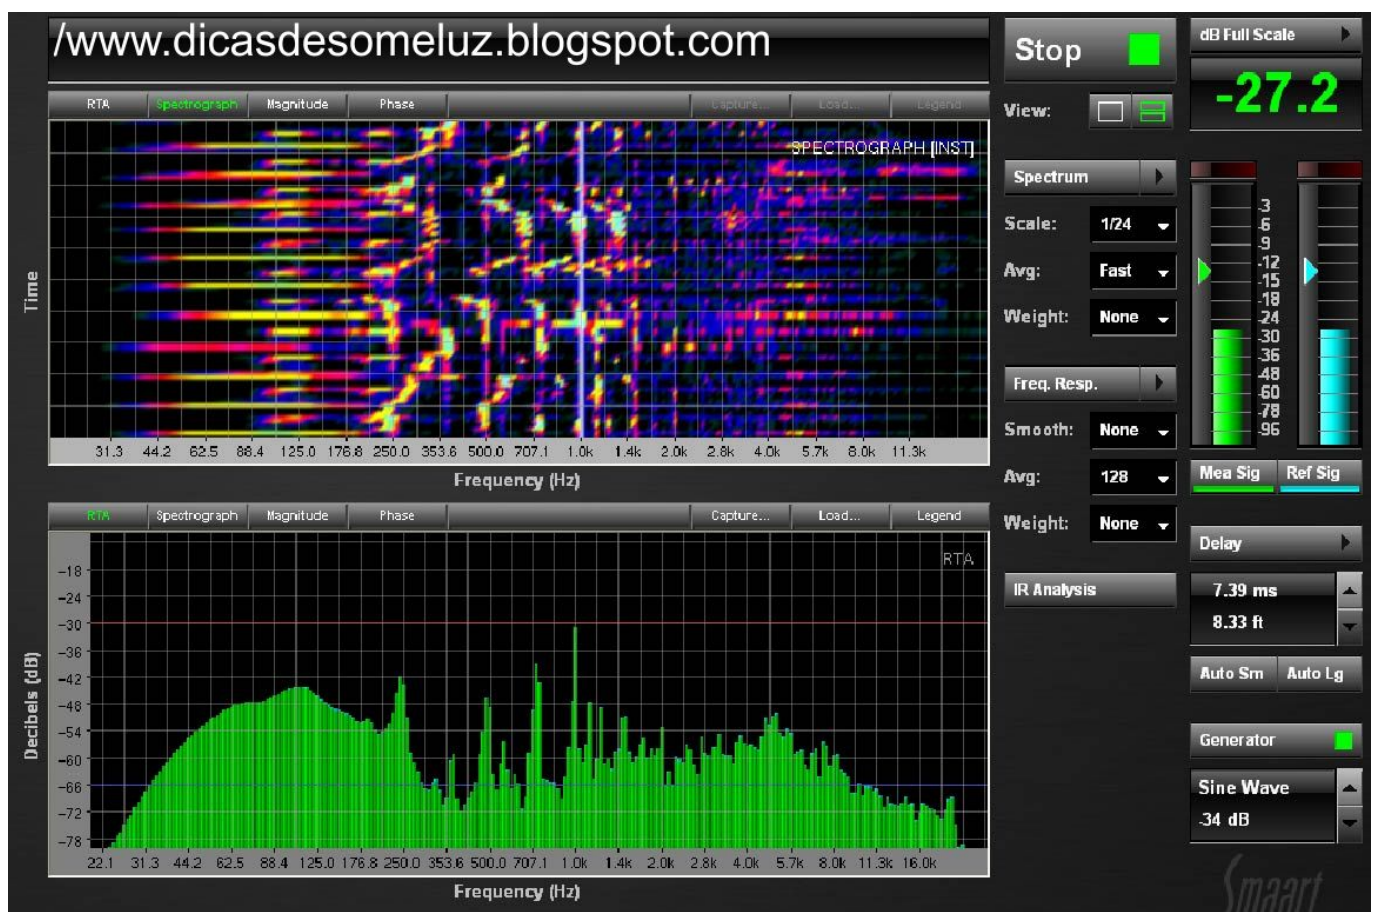 /www.dicasdesomeluz.blogspot.com
RTA Spectrograph Magnitude Phase Capture... Load... Legend
SPECTROGRAPH [INST]
Time
31.3 44.2 62.5 88.4 125.0 176.8 250.0 353.6 500.0 707.1 1.0k 1.4k 2.0k 2.8k 4.0k 5.7k 8.0k 11.3k
Frequency (Hz)
RTA Spectrograph Magnitude Phase Capture... Load... Legend
RTA
Decibels (dB)
-18
-24
-30
-36
-42
-48
-54
-60
-66
-72
-78
22.1 31.3 44.2 62.5 88.4 125.0 176.8 250.0 353.6 500.0 707.1 1.0k 1.4k 2.0k 2.8k 4.0k 5.7k 8.0k 11.3k 16.0k
Frequency (Hz)
Stop
View:
Spectrum
Scale: 1/24
Avg: Fast
Weight: None
Freq. Resp.
Smooth: None
Avg: 128
Weight: None
IR Analysis
dB Full Scale
-27.2
-3
-6
-9
-12
-15
-18
-24
-30
-36
-48
-60
-78
-96
Mea Sig Ref Sig
Delay
7.39 ms
8.33 ft
Auto Sm Auto Lg
Generator
Sine Wave
-34 dB
Smaart